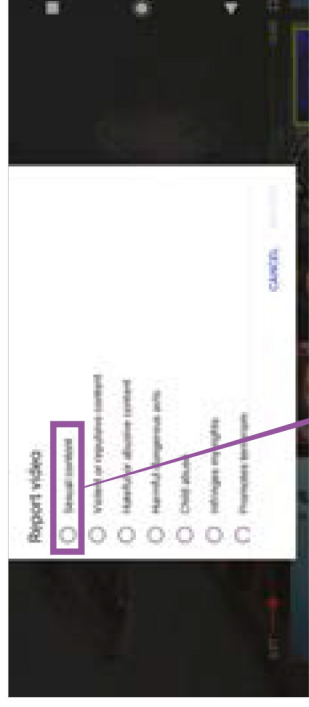 Report video
Sexual content
Violent or repulsive content
Hateful or abusive content
Harmful dangerous acts
Child abuse
Infringes my rights
Promotes terrorism
CANCEL